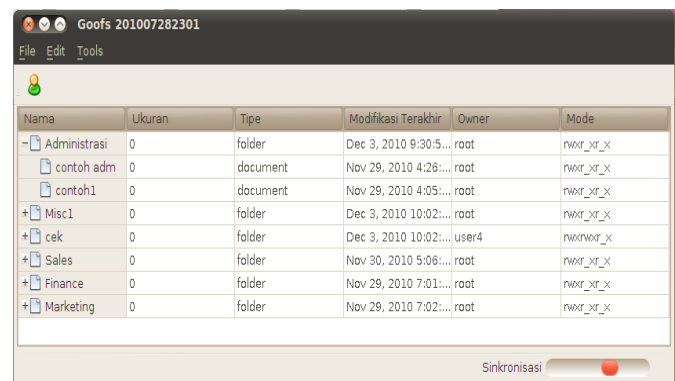 Goofs 201007282301
File Edit Tools
Nama Ukuran Tipe Modifikasi Terakhir Owner Mode
Administrasi 0 folder Dec 3, 2010 9:30:5... root rwxr_xr_x
contoh adm 0 document Nov 29, 2010 4:26:... root rwxr_xr_x
contoh1 0 document Nov 29, 2010 4:05:... root rwxr_xr_x
Misc1 0 folder Dec 3, 2010 10:02:... root rwxr_xr_x
cek 0 folder Dec 3, 2010 10:02:... user4 rwxrwxr_x
Sales 0 folder Nov 30, 2010 5:06:... root rwxr_xr_x
Finance 0 folder Nov 29, 2010 7:01:... root rwxr_xr_x
Marketing 0 folder Nov 29, 2010 7:02:... root rwxr_xr_x
Sinkronisasi